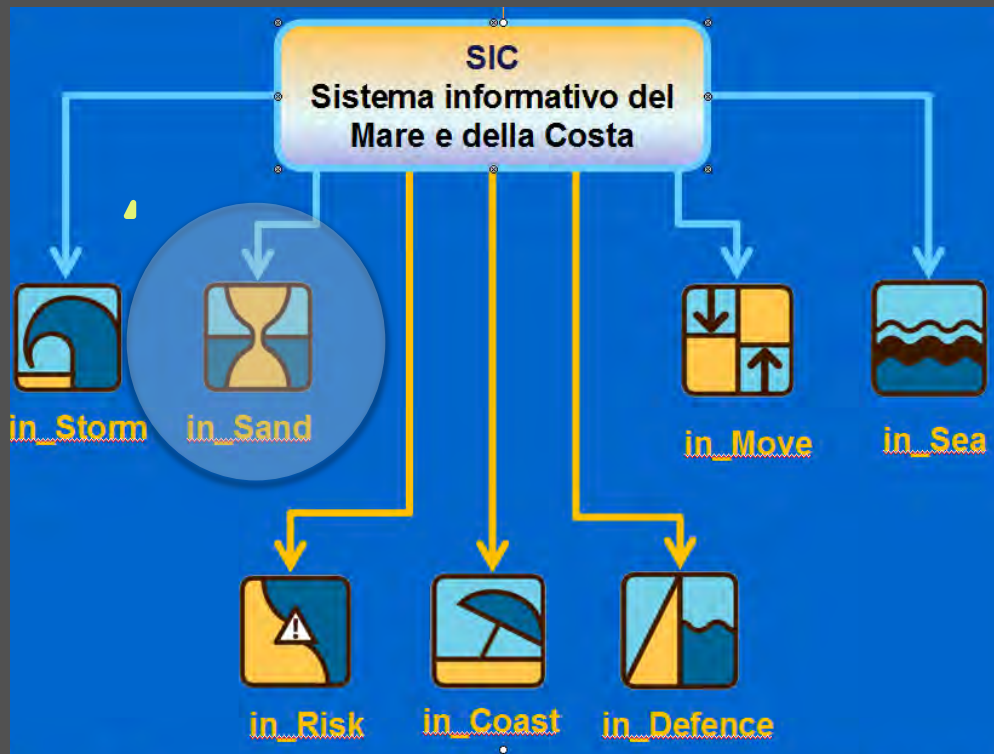 SIC
Sistema informativo del
Mare e della Costa
in_Storm
in_Sand
in_Move
in_Sea
in_Risk
in_Coast
in_Defence